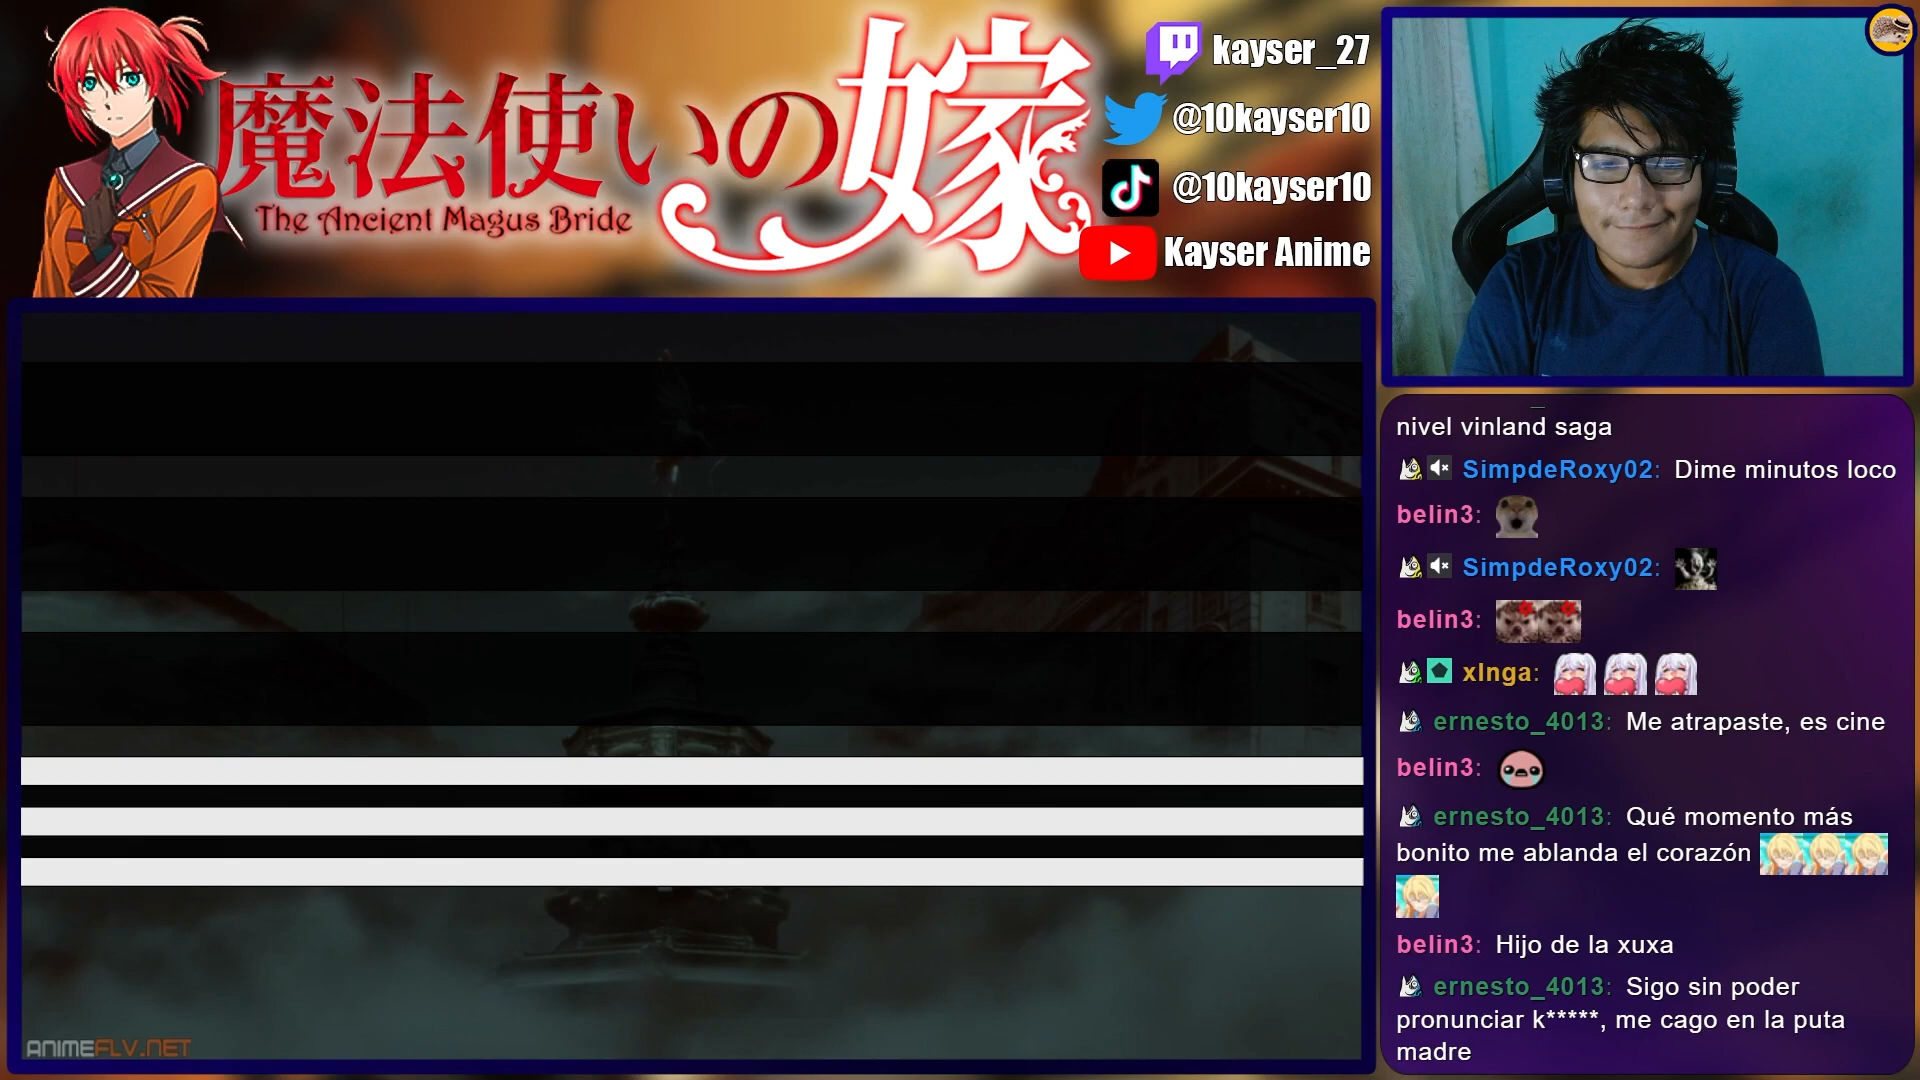 魔法使いの嫁
The Ancient Magus Bride
kayser_27
@10kayser10
@10kayser10
Kayser Anime
nivel vinland saga
SimpdeRoxy02: Dime minutos loco
belin3:
SimpdeRoxy02:
belin3:
xInga:
ernesto_4013: Me atrapaste, es cine
belin3:
ernesto_4013: Qué momento más
bonito me ablanda el corazón
belin3: Hijo de la xuxa
ernesto_4013: Sigo sin poder
pronunciar k*****, me cago en la puta
madre
ANIMEFLV.NET